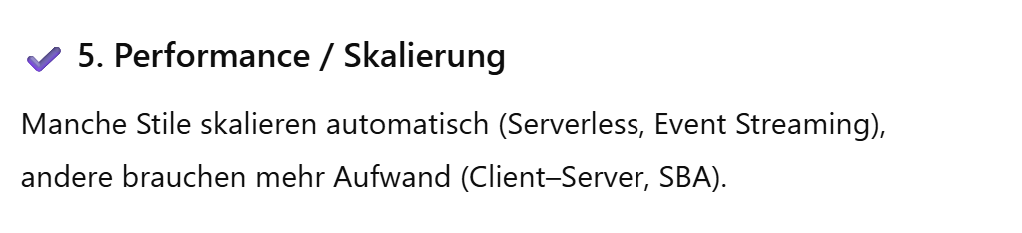 ✔ 5. Performance / Skalierung
Manche Stile skalieren automatisch (Serverless, Event Streaming),
andere brauchen mehr Aufwand (Client–Server, SBA).